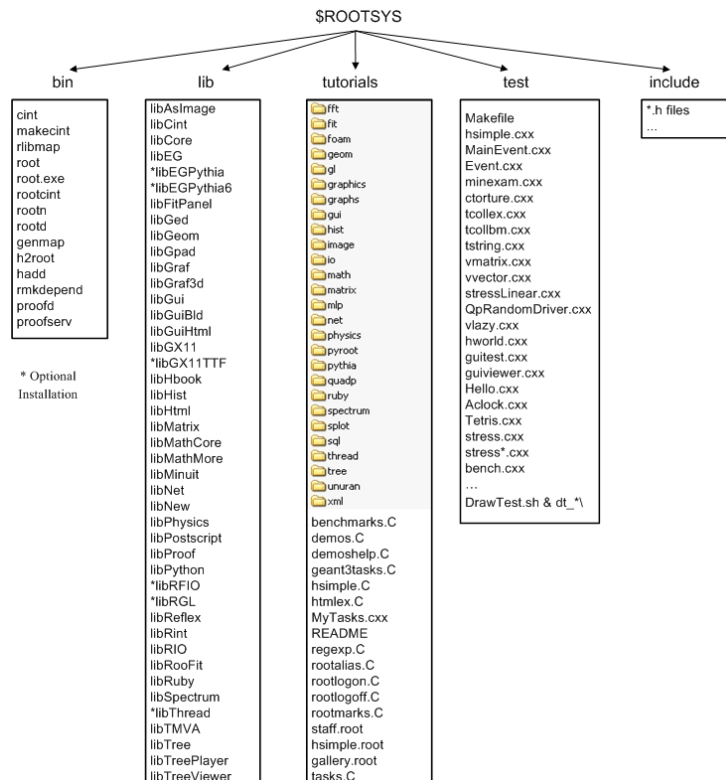 $ROOTSYS
bin
lib
tutorials
test
include
cint
makecint
rlibmap
root
root.exe
rootcint
rootn
rootd
genmap
h2root
hadd
rmkdepend
proofd
proofserv
* Optional
Installation
libAsImage
libCint
libCore
libEG
*libEGPythia
*libEGPythia6
libFitPanel
libGed
libGeom
libGpad
libGraf
libGraf3d
libGui
libGuiBld
libGuiHtml
libGX11
*libGX11TTF
libHbook
libHist
libHtml
libMatrix
libMathCore
libMathMore
libMinuit
libNet
libNew
libPhysics
libPostscript
libProof
libPython
*libRFIO
*libRGL
libReflex
libRint
libRIO
libRooFit
libRuby
libSpectrum
*libThread
libTMVA
libTree
libTreePlayer
libTreeViewer
fft
fit
foam
geom
gl
graphics
graphs
gui
hist
image
io
math
matrix
mlp
net
physics
pyroot
pythia
quadp
ruby
spectrum
splot
sql
thread
tree
unuran
xml
benchmarks.C
demos.C
demoshelp.C
geant3tasks.C
hsimple.C
htmlex.C
MyTasks.cxx
README
regexp.C
rootalias.C
rootlogon.C
rootlogoff.C
rootmarks.C
staff.root
hsimple.root
gallery.root
tasks.C
Makefile
hsimple.cxx
MainEvent.cxx
Event.cxx
minexam.cxx
ctorture.cxx
tcollex.cxx
tcollbm.cxx
tstring.cxx
vmatrix.cxx
vvector.cxx
stressLinear.cxx
QpRandomDriver.cxx
vlazy.cxx
hworld.cxx
guitest.cxx
guiviewer.cxx
Hello.cxx
Aclock.cxx
Tetris.cxx
stress.cxx
stress*.cxx
bench.cxx
...
DrawTest.sh & dt_*\
*.h files
...